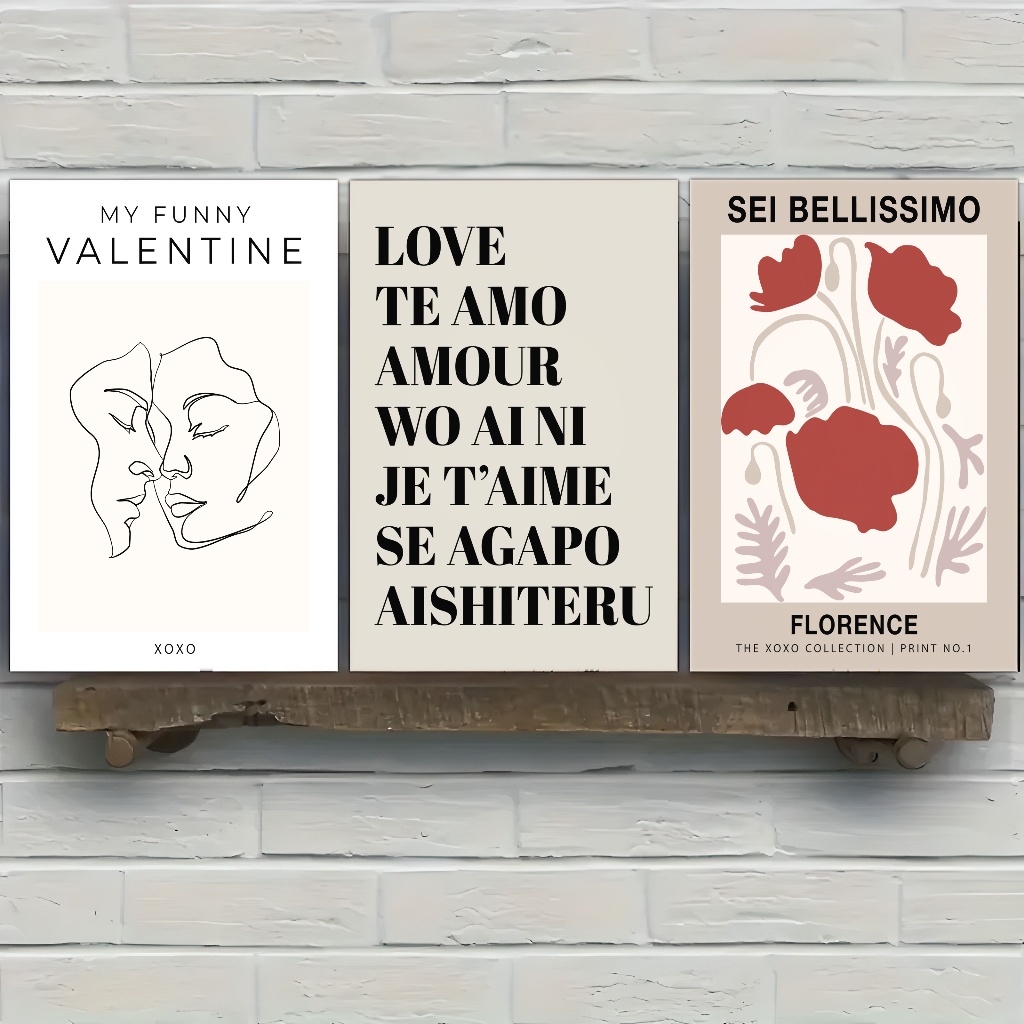 MY FUNNY
VALENTINE
XOXO
LOVE
TE AMO
AMOUR
WO AI NI
JE T’AIME
SE AGAPO
AISHITERU
SEI BELLISSIMO
FLORENCE
THE XOXO COLLECTION | PRINT NO.1